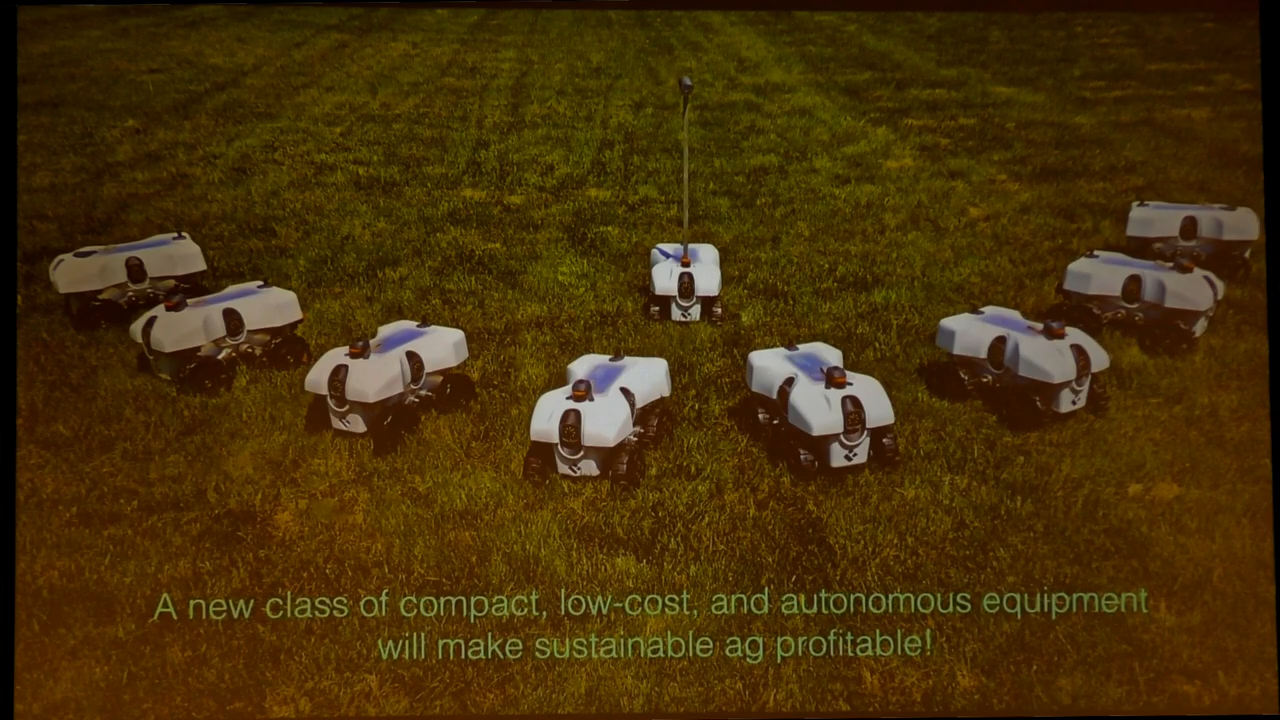 A new class of compact, low-cost, and autonomous equipment
will make sustainable ag profitable!